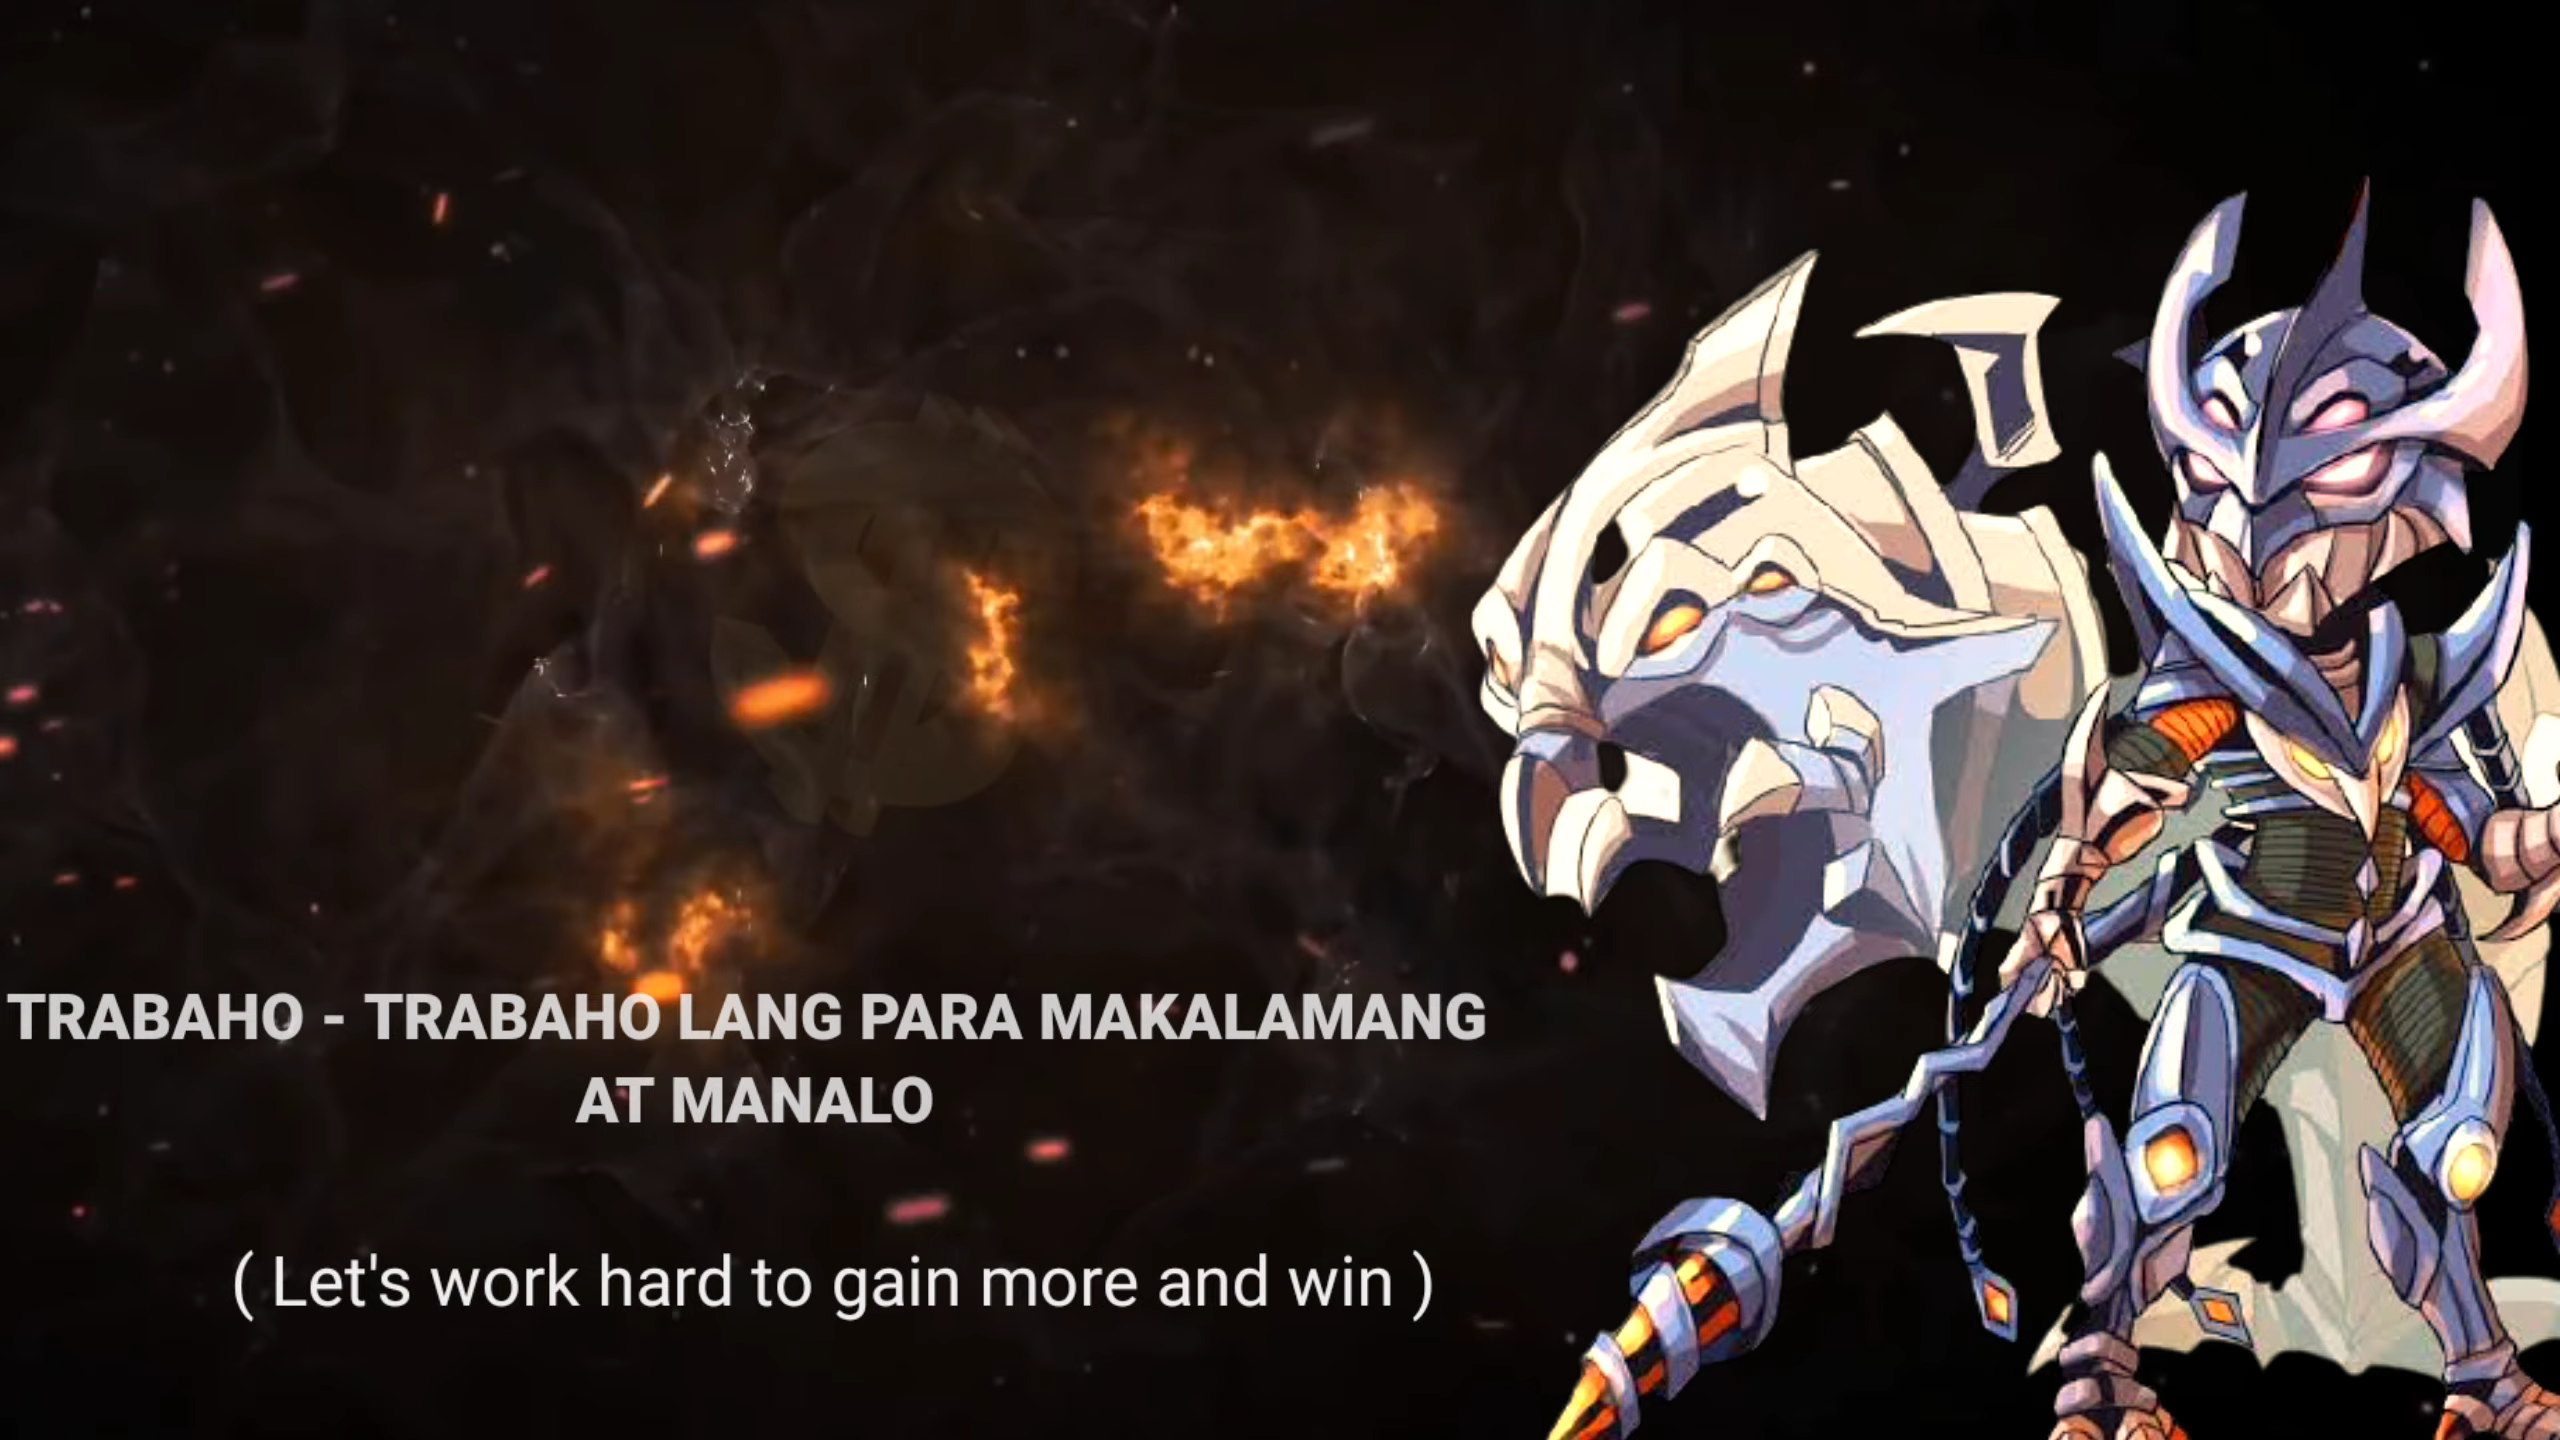 TRABAHO - TRABAHO LANG PARA MAKALAMANG
AT MANALO
( Let's work hard to gain more and win )